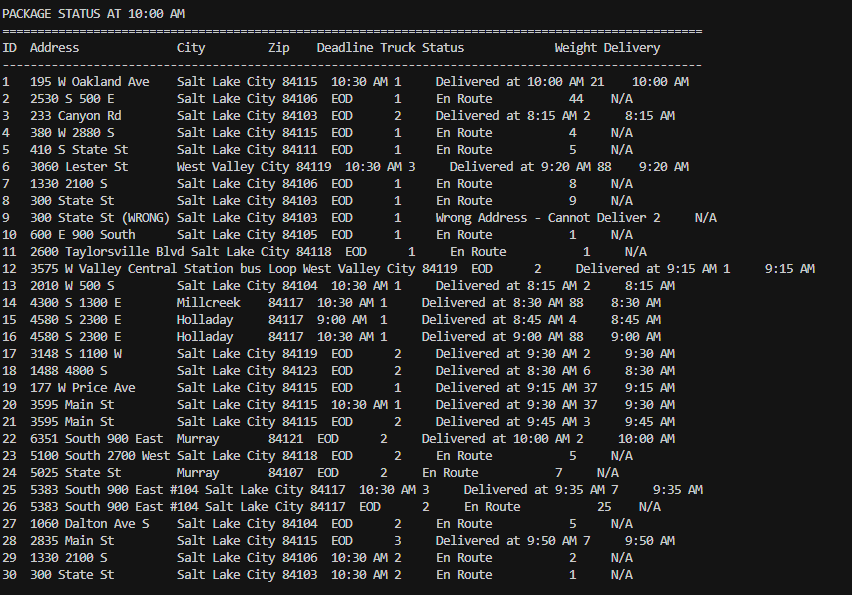 PACKAGE STATUS AT 10:00 AM
====================================================================================================
ID  Address              City         Zip    Deadline Truck Status             Weight Delivery
----------------------------------------------------------------------------------------------------
1   195 W Oakland Ave    Salt Lake City 84115  10:30 AM 1     Delivered at 10:00 AM 21    10:00 AM
2   2530 S 500 E         Salt Lake City 84106  EOD      1     En Route           44    N/A
3   233 Canyon Rd        Salt Lake City 84103  EOD      2     Delivered at 8:15 AM 2     8:15 AM
4   380 W 2880 S         Salt Lake City 84115  EOD      1     En Route           4     N/A
5   410 S State St       Salt Lake City 84111  EOD      1     En Route           5     N/A
6   3060 Lester St       West Valley City 84119  10:30 AM 3     Delivered at 9:20 AM 88    9:20 AM
7   1330 2100 S          Salt Lake City 84106  EOD      1     En Route           8     N/A
8   300 State St         Salt Lake City 84103  EOD      1     En Route           9     N/A
9   300 State St (WRONG) Salt Lake City 84103  EOD      1     Wrong Address - Cannot Deliver 2     N/A
10  600 E 900 South      Salt Lake City 84105  EOD      1     En Route           1     N/A
11  2600 Taylorsville Blvd Salt Lake City 84118  EOD      1     En Route           1     N/A
12  3575 W Valley Central Station bus Loop West Valley City 84119  EOD      2     Delivered at 9:15 AM 1     9:15 AM
13  2010 W 500 S         Salt Lake City 84104  10:30 AM 1     Delivered at 8:15 AM 2     8:15 AM
14  4300 S 1300 E        Millcreek    84117  10:30 AM 1     Delivered at 8:30 AM 88    8:30 AM
15  4580 S 2300 E        Holladay     84117  9:00 AM  1     Delivered at 8:45 AM 4     8:45 AM
16  4580 S 2300 E        Holladay     84117  10:30 AM 1     Delivered at 9:00 AM 88    9:00 AM
17  3148 S 1100 W        Salt Lake City 84119  EOD      2     Delivered at 9:30 AM 2     9:30 AM
18  1488 4800 S          Salt Lake City 84123  EOD      2     Delivered at 8:30 AM 6     8:30 AM
19  177 W Price Ave      Salt Lake City 84115  EOD      1     Delivered at 9:15 AM 37    9:15 AM
20  3595 Main St         Salt Lake City 84115  10:30 AM 1     Delivered at 9:30 AM 37    9:30 AM
21  3595 Main St         Salt Lake City 84115  EOD      2     Delivered at 9:45 AM 3     9:45 AM
22  6351 South 900 East  Murray       84121  EOD      2     Delivered at 10:00 AM 2     10:00 AM
23  5100 South 2700 West Salt Lake City 84118  EOD      2     En Route           5     N/A
24  5025 State St        Murray       84107  EOD      2     En Route           7     N/A
25  5383 South 900 East #104 Salt Lake City 84117  10:30 AM 3     Delivered at 9:35 AM 7     9:35 AM
26  5383 South 900 East #104 Salt Lake City 84117  EOD      2     En Route           25    N/A
27  1060 Dalton Ave S    Salt Lake City 84104  EOD      2     En Route           5     N/A
28  2835 Main St         Salt Lake City 84115  EOD      3     Delivered at 9:50 AM 7     9:50 AM
29  1330 2100 S          Salt Lake City 84106  10:30 AM 2     En Route           2     N/A
30  300 State St         Salt Lake City 84103  10:30 AM 2     En Route           1     N/A